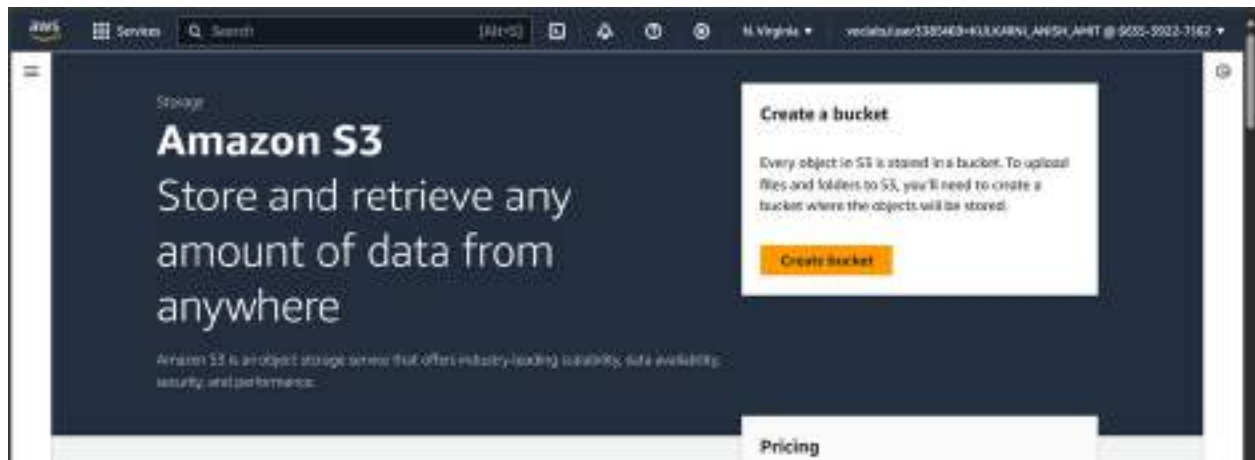 aws
Services
Search
[Alt+S]
N. Virginia
Storage
Amazon S3
Store and retrieve any
amount of data from
anywhere
Amazon S3 is an object storage service that offers industry-leading scalability, data availability,
security, and performance.
Create a bucket
Every object in S3 is stored in a bucket. To upload
files and folders to S3, you'll need to create a
bucket where the objects will be stored.
Create bucket
Pricing